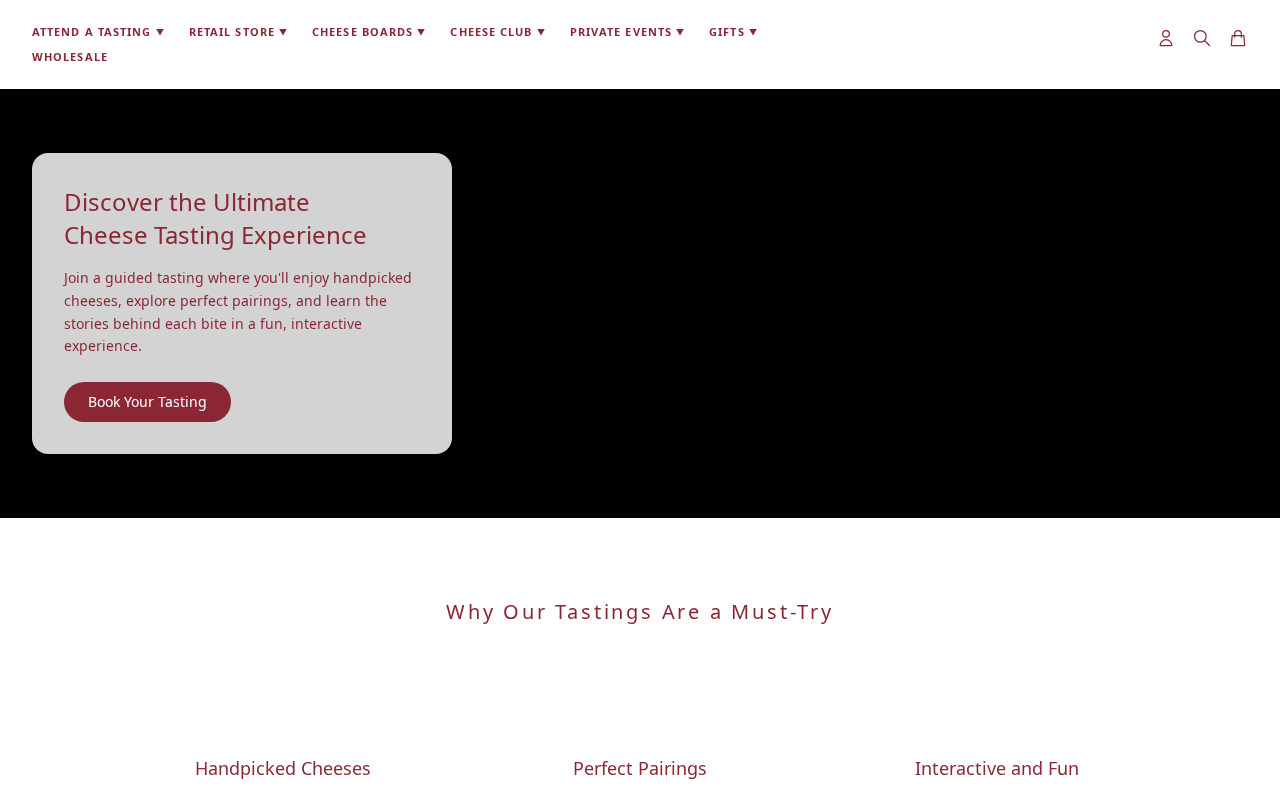 ATTEND A TASTING RETAIL STORE CHEESE BOARDS CHEESE CLUB PRIVATE EVENTS GIFTS
WHOLESALE
Discover the Ultimate
Cheese Tasting Experience
Join a guided tasting where you'll enjoy handpicked
cheeses, explore perfect pairings, and learn the
stories behind each bite in a fun, interactive
experience.
Book Your Tasting
Why Our Tastings Are a Must-Try
Handpicked Cheeses
Perfect Pairings
Interactive and Fun